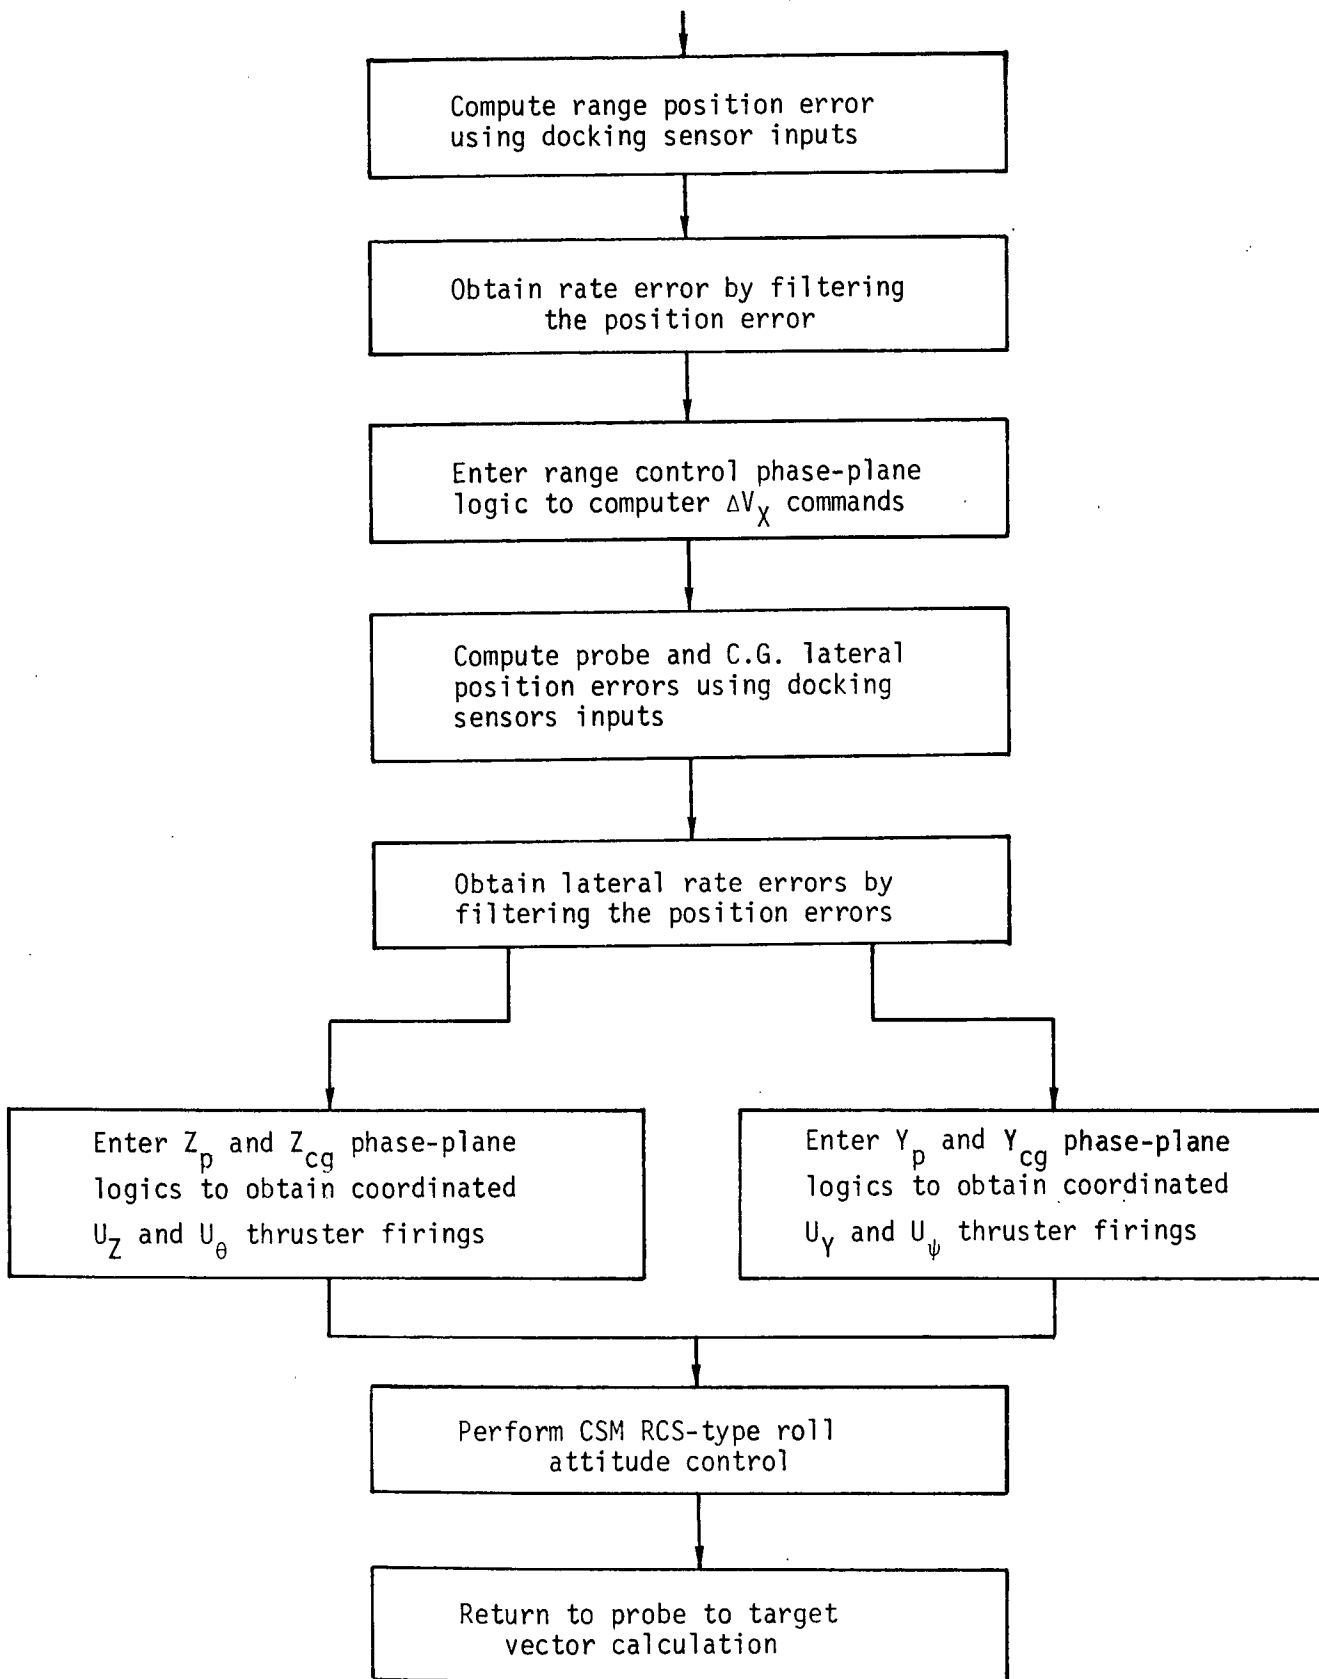 Compute range position error
using docking sensor inputs
Obtain rate error by filtering
the position error
Enter range control phase-plane
logic to computer ΔV_X commands
Compute probe and C.G. lateral
position errors using docking
sensors inputs
Obtain lateral rate errors by
filtering the position errors
Enter Z_p and Z_cg phase-plane
logics to obtain coordinated
U_Z and U_θ thruster firings
Enter Y_p and Y_cg phase-plane
logics to obtain coordinated
U_Y and U_ψ thruster firings
Perform CSM RCS-type roll
attitude control
Return to probe to target
vector calculation